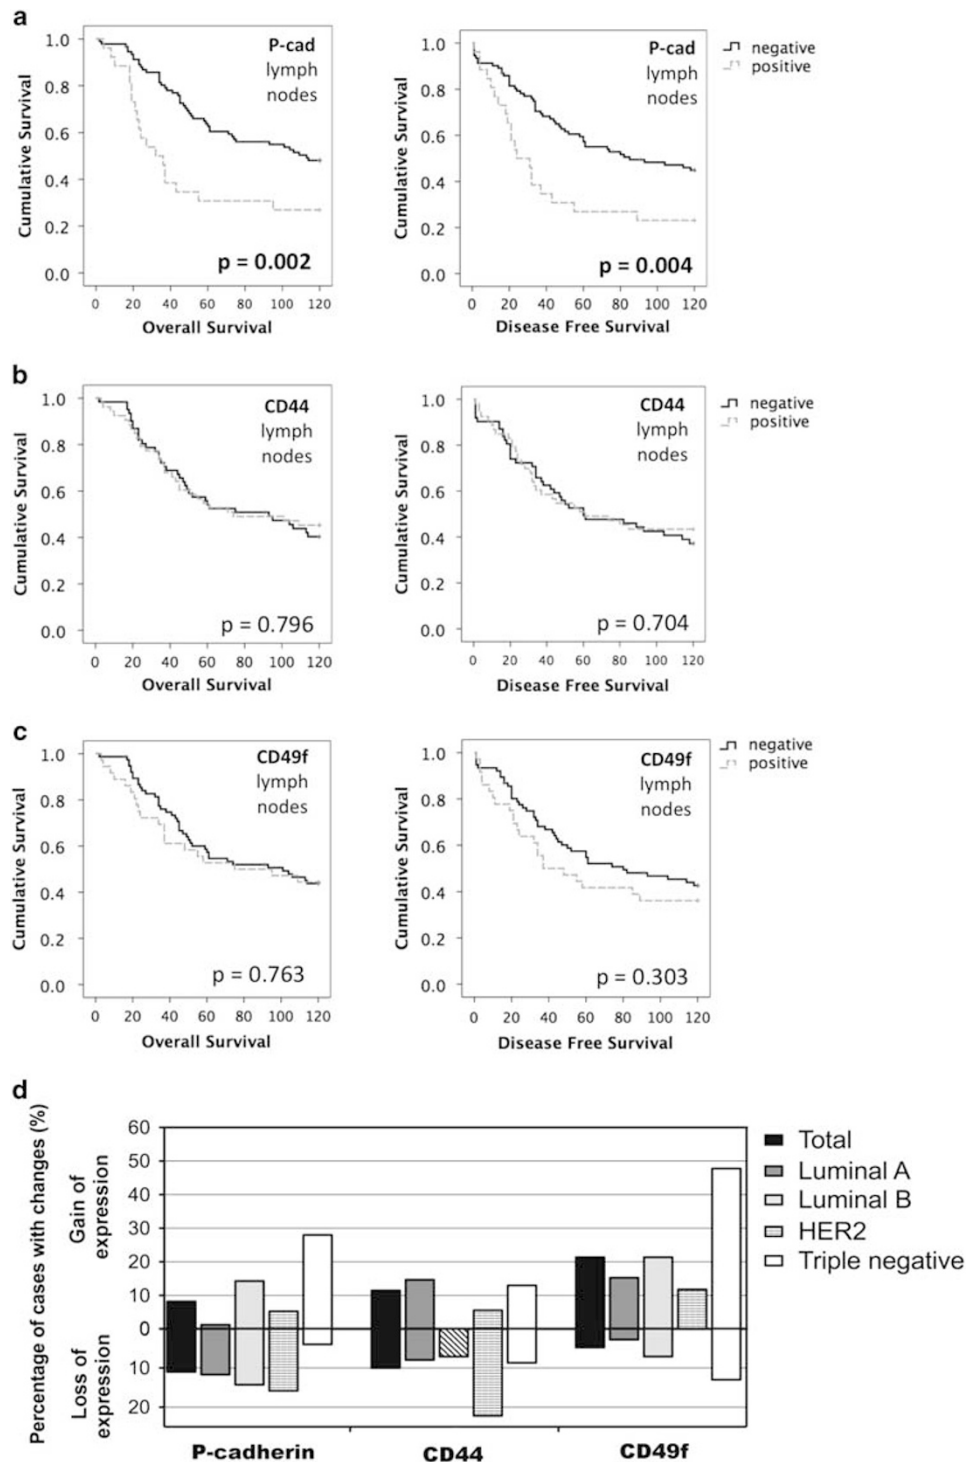 a
Cumulative Survival
1.0
0.8
0.6
0.4
0.2
0.0
P-cad
lymph
nodes
p = 0.002
0 20 40 60 80 100 120
Overall Survival
Cumulative Survival
1.0
0.8
0.6
0.4
0.2
0.0
P-cad
lymph
nodes
p = 0.004
0 20 40 60 80 100 120
Disease Free Survival
negative
positive
b
Cumulative Survival
1.0
0.8
0.6
0.4
0.2
0.0
CD44
lymph
nodes
p = 0.796
0 20 40 60 80 100 120
Overall Survival
Cumulative Survival
1.0
0.8
0.6
0.4
0.2
0.0
CD44
lymph
nodes
p = 0.704
0 20 40 60 80 100 120
Disease Free Survival
negative
positive
c
Cumulative Survival
1.0
0.8
0.6
0.4
0.2
0.0
CD49f
lymph
nodes
p = 0.763
0 20 40 60 80 100 120
Overall Survival
Cumulative Survival
1.0
0.8
0.6
0.4
0.2
0.0
CD49f
lymph
nodes
p = 0.303
0 20 40 60 80 100 120
Disease Free Survival
negative
positive
d
Percentage of cases with changes (%)
Gain of
expression
Loss of
expression
60
50
40
30
20
10
0
10
20
P-cadherin
CD44
CD49f
Total
Luminal A
Luminal B
HER2
Triple negative